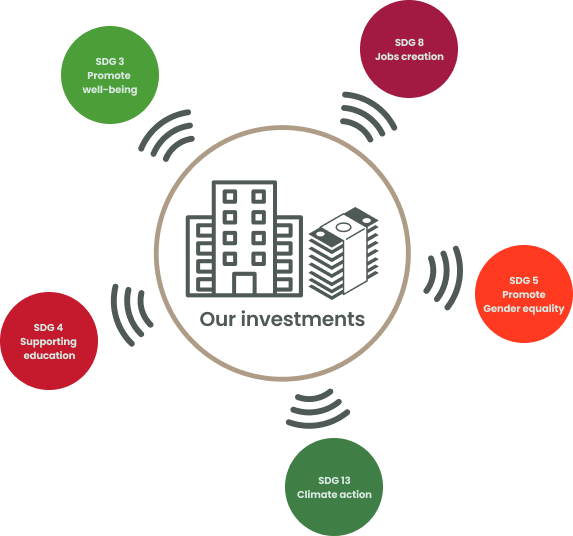 SDG 8
Jobs creation
SDG 3
Promote
well-being
SDG 5
Promote
Gender equality
Our investments
SDG 4
Supporting
education
SDG 13
Climate action